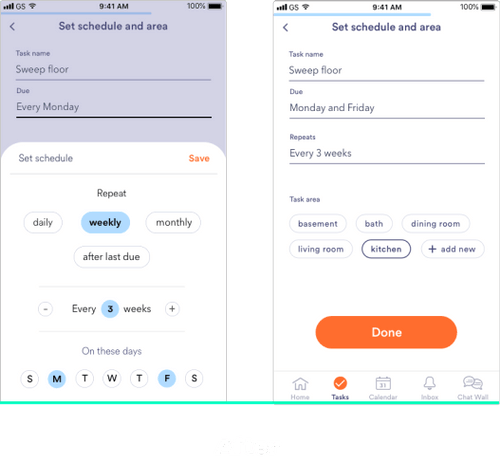 GS 9:41 AM 100%
Set schedule and area
Task name
Sweep floor
Due
Every Monday
Set schedule Save
Repeat
daily weekly monthly
after last due
- Every 3 weeks +
On these days
S M T W T F S
GS 9:41 AM 100%
Set schedule and area
Task name
Sweep floor
Due
Monday and Friday
Repeats
Every 3 weeks
Task area
basement bath dining room
living room kitchen + add new
Done
31
Home Tasks Calendar Inbox Chat Wall